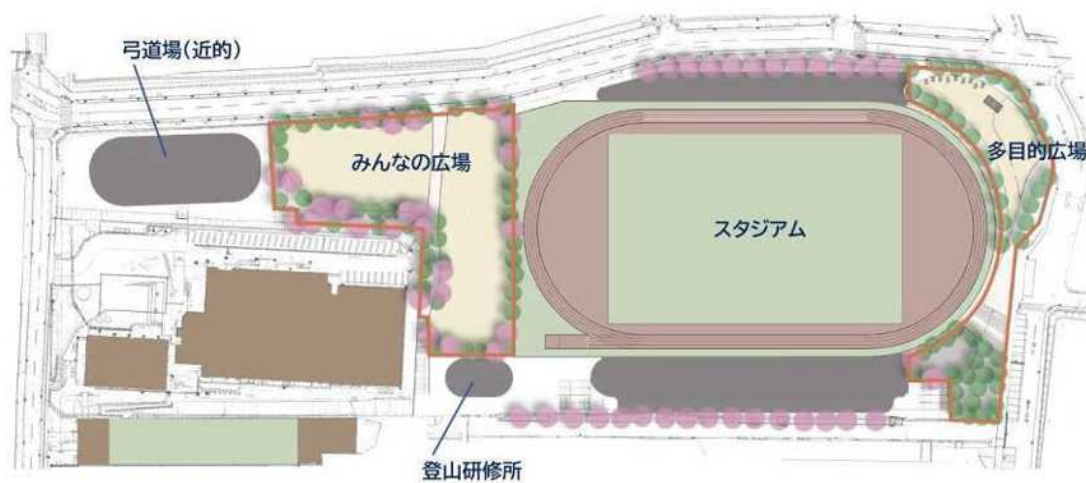 弓道場(近的)
みんなの広場
多目的広場
スタジアム
登山研修所